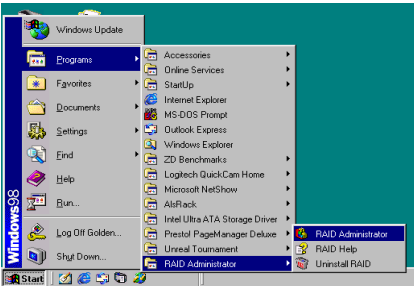 Windows98
Windows Update
Programs
Favorites
Documents
Settings
Find
Help
Run...
Log Off Golden...
Shut Down...
Accessories
Online Services
StartUp
Internet Explorer
MS-DOS Prompt
Outlook Express
Windows Explorer
ZD Benchmarks
Logitech QuickCam Home
Microsoft NetShow
AlsRack
Intel Ultra ATA Storage Driver
Presto! PageManager Deluxe
Unreal Tournament
RAID Administrator
RAID Administrator
RAID Help
Uninstall RAID
Start